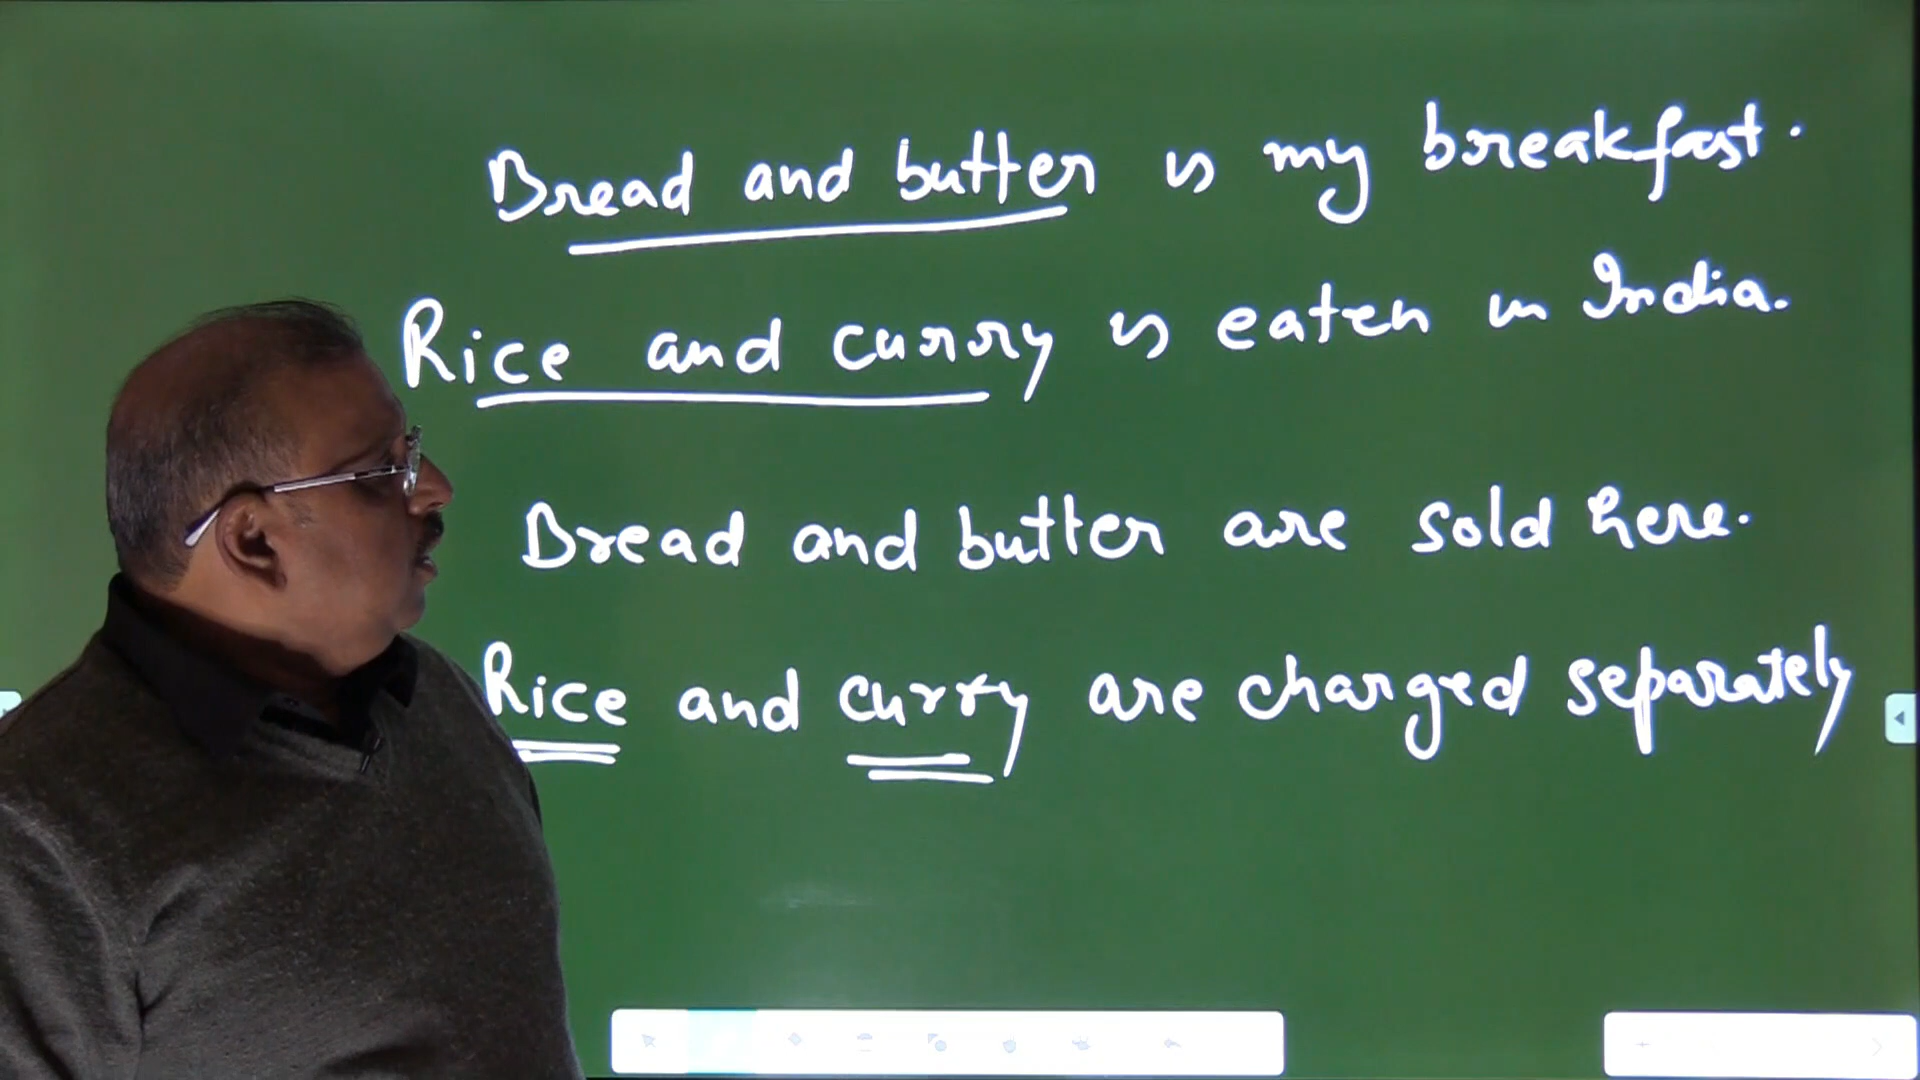 Bread and butter is my breakfast.
Rice and curry is eaten in India.
Bread and butter are sold here.
Rice and curry are charged separately